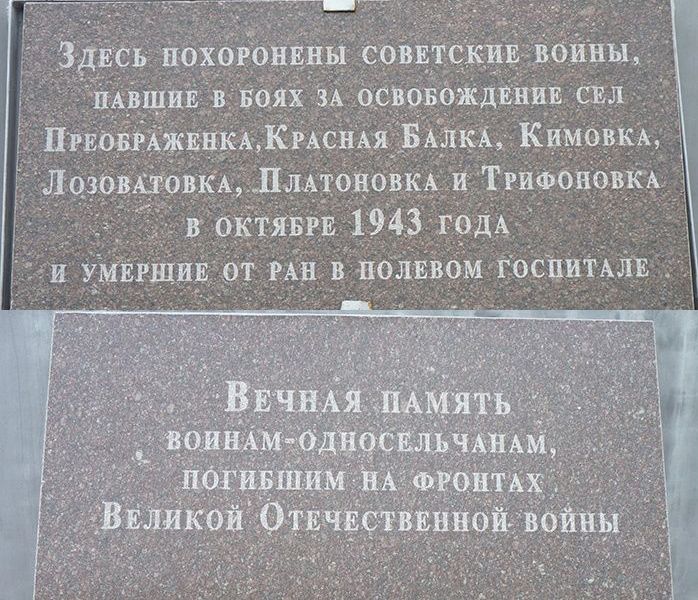 Здесь похоронены советские воины,
павшие в боях за освобождение сел
Преображенка, Красная Балка, Кимовка,
Лозоватовка, Платоновка и Трифоновка
в октябре 1943 года
и умершие от ран в полевом госпитале
Вечная память
воинам-односельчанам,
погибшим на фронтах
Великой Отечественной войны